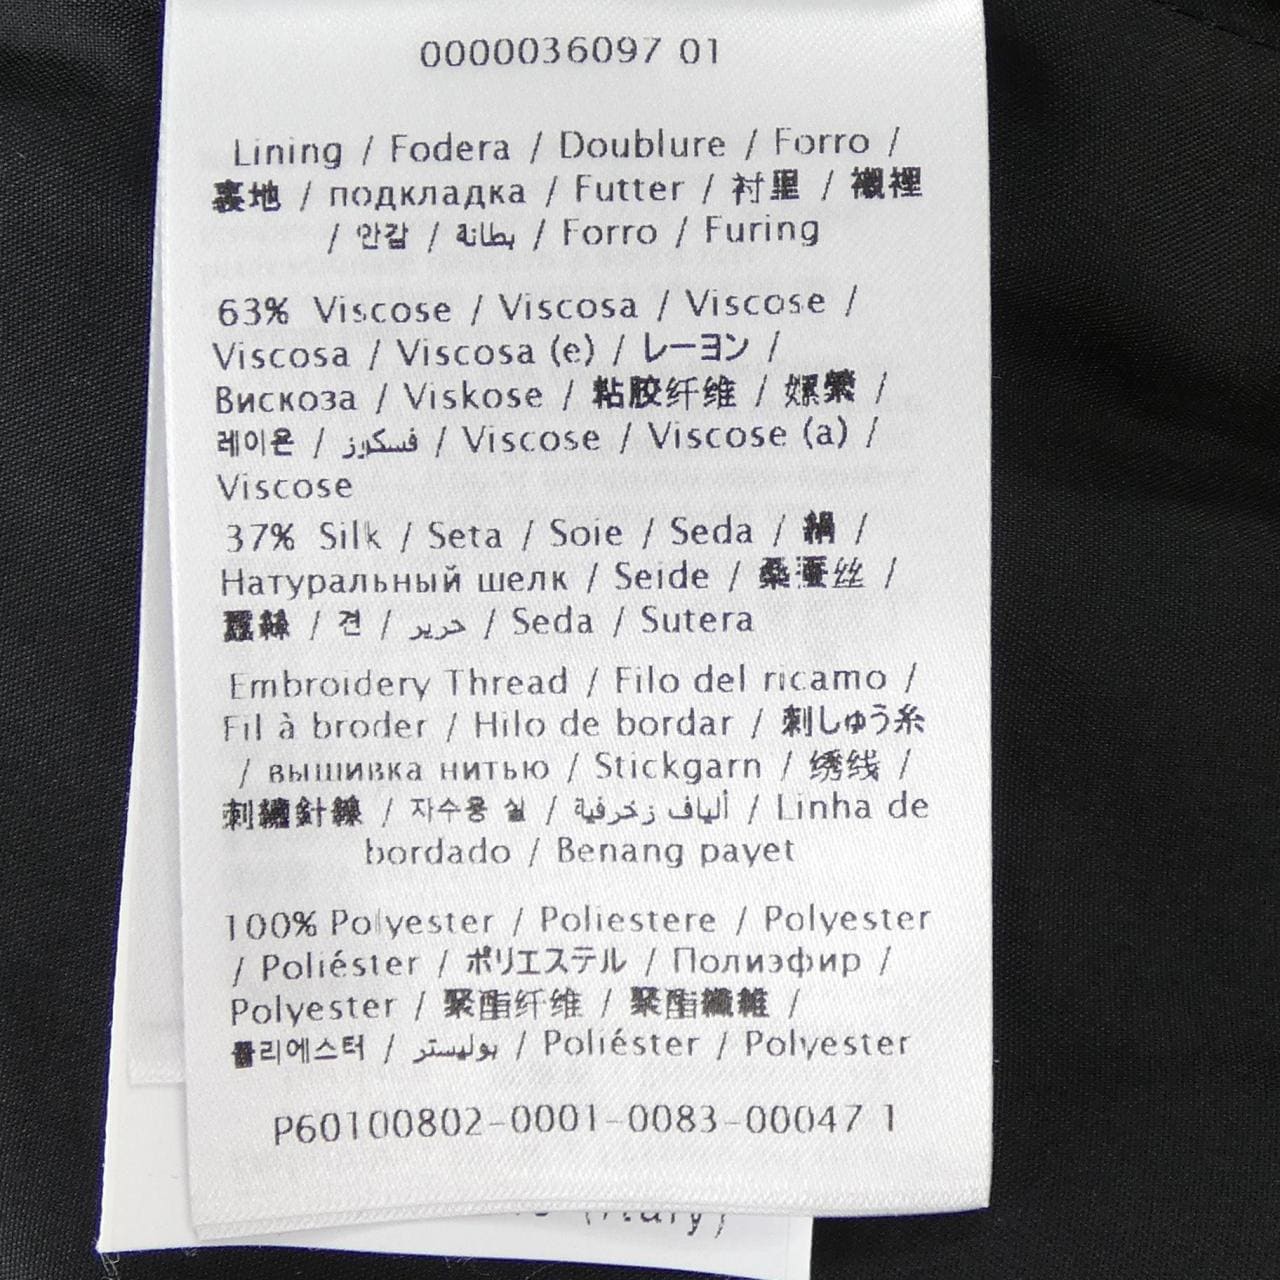 0000036097 01
Lining / Fodera / Doublure / Forro /
裏地 / подкладка / Futter / 衬里 / 襯裡
/ 안감 / بطانة / Forro / Furing
63% Viscose / Viscosa / Viscose /
Viscosa / Viscosa (e) / レーヨン /
Вискоза / Viskose / 粘胶纤维 / 嫘縈 /
레이온 / فسكوز / Viscose / Viscose (a) /
Viscose
37% Silk / Seta / Soie / Seda / 絹 /
Натуральный шелк / Seide / 桑蚕丝 /
蠶絲 / 견 / حرير / Seda / Sutera
Embroidery Thread / Filo del ricamo /
Fil à broder / Hilo de bordar / 刺しゅう糸
/ вышивка нитью / Stickgarn / 绣线 /
刺繡針線 / 자수용 실 / ألياف زخرفية / Linha de
bordado / Benang payet
100% Polyester / Poliestere / Polyester
/ Poliéster / ポリエステル / Полиэфир /
Polyester / 聚酯纤维 / 聚酯纖維 /
폴리에스터 / بوليستر / Poliéster / Polyester
P60100802-0001-0083-00047 1
(Italy)